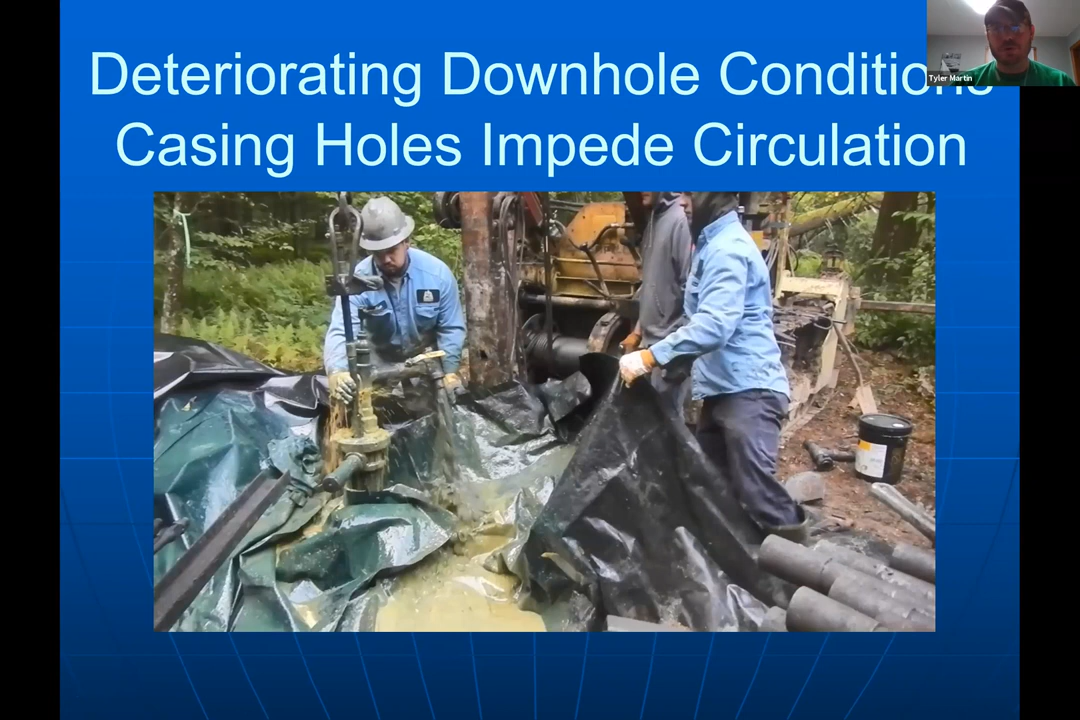 Deteriorating Downhole Conditions
Casing Holes Impede Circulation
Tyler Martin